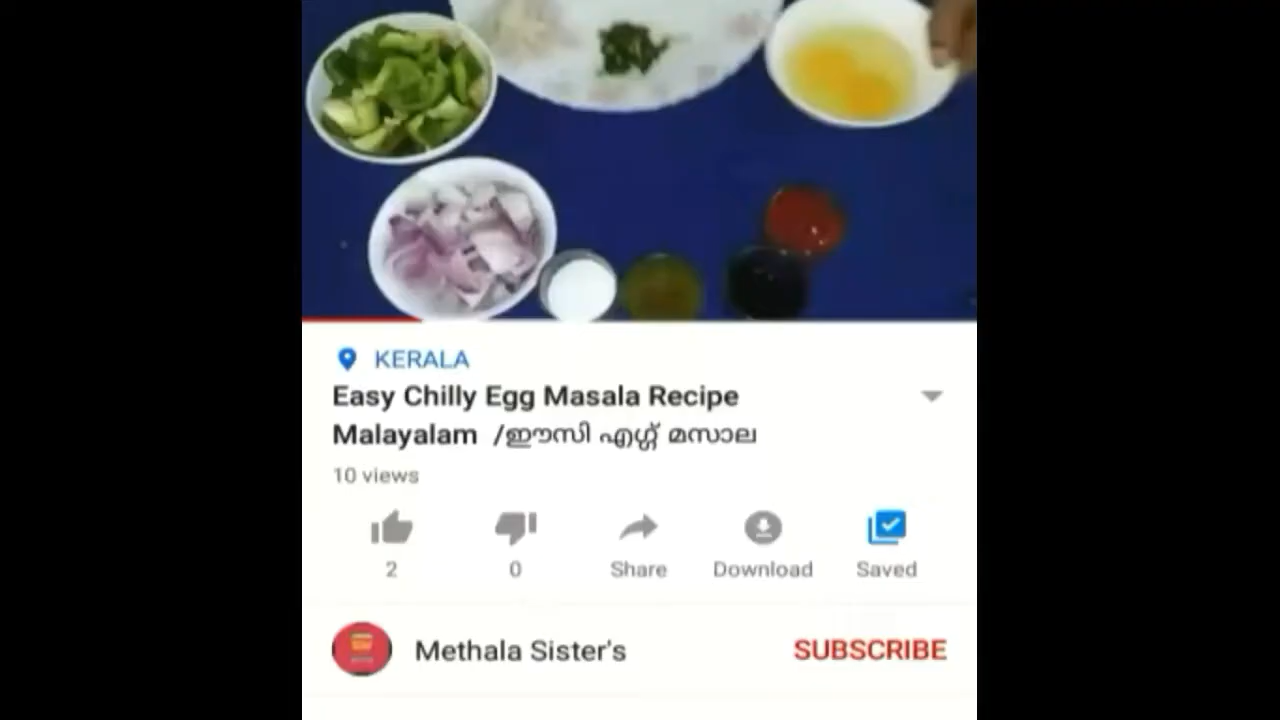 KERALA
Easy Chilly Egg Masala Recipe
Malayalam /ഈസി എഗ്ഗ് മസാല
10 views
2
0
Share
Download
Saved
Methala Sister's
SUBSCRIBE